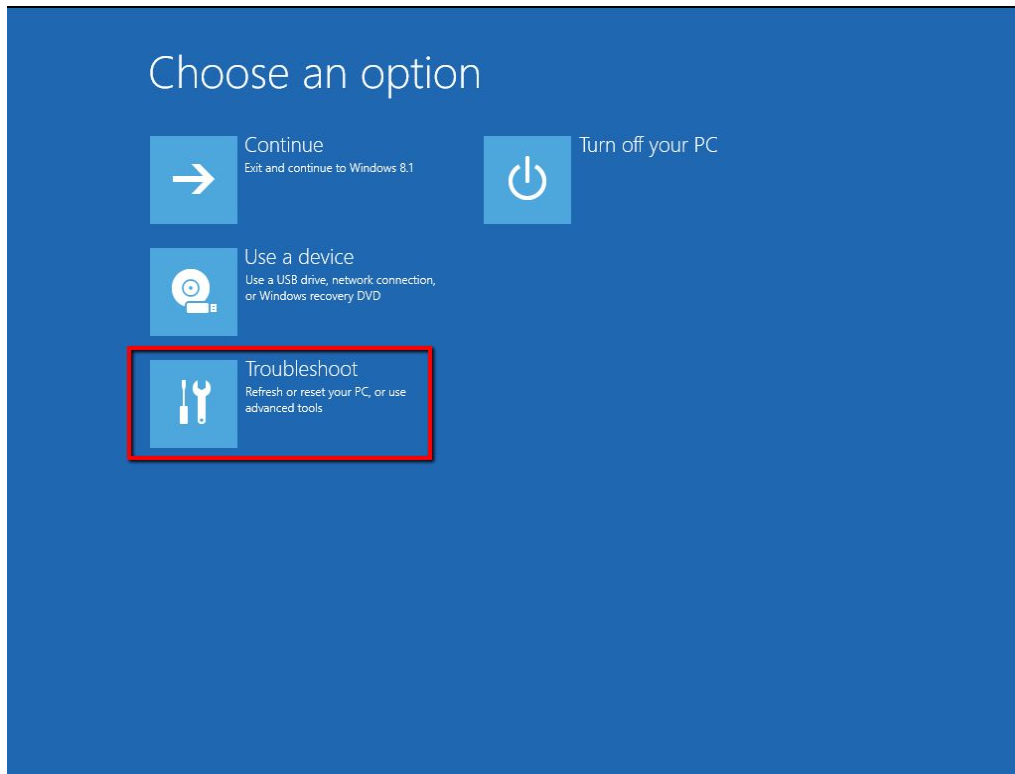 Choose an option
Continue
Exit and continue to Windows 8.1
Turn off your PC
Use a device
Use a USB drive, network connection,
or Windows recovery DVD
Troubleshoot
Refresh or reset your PC, or use
advanced tools